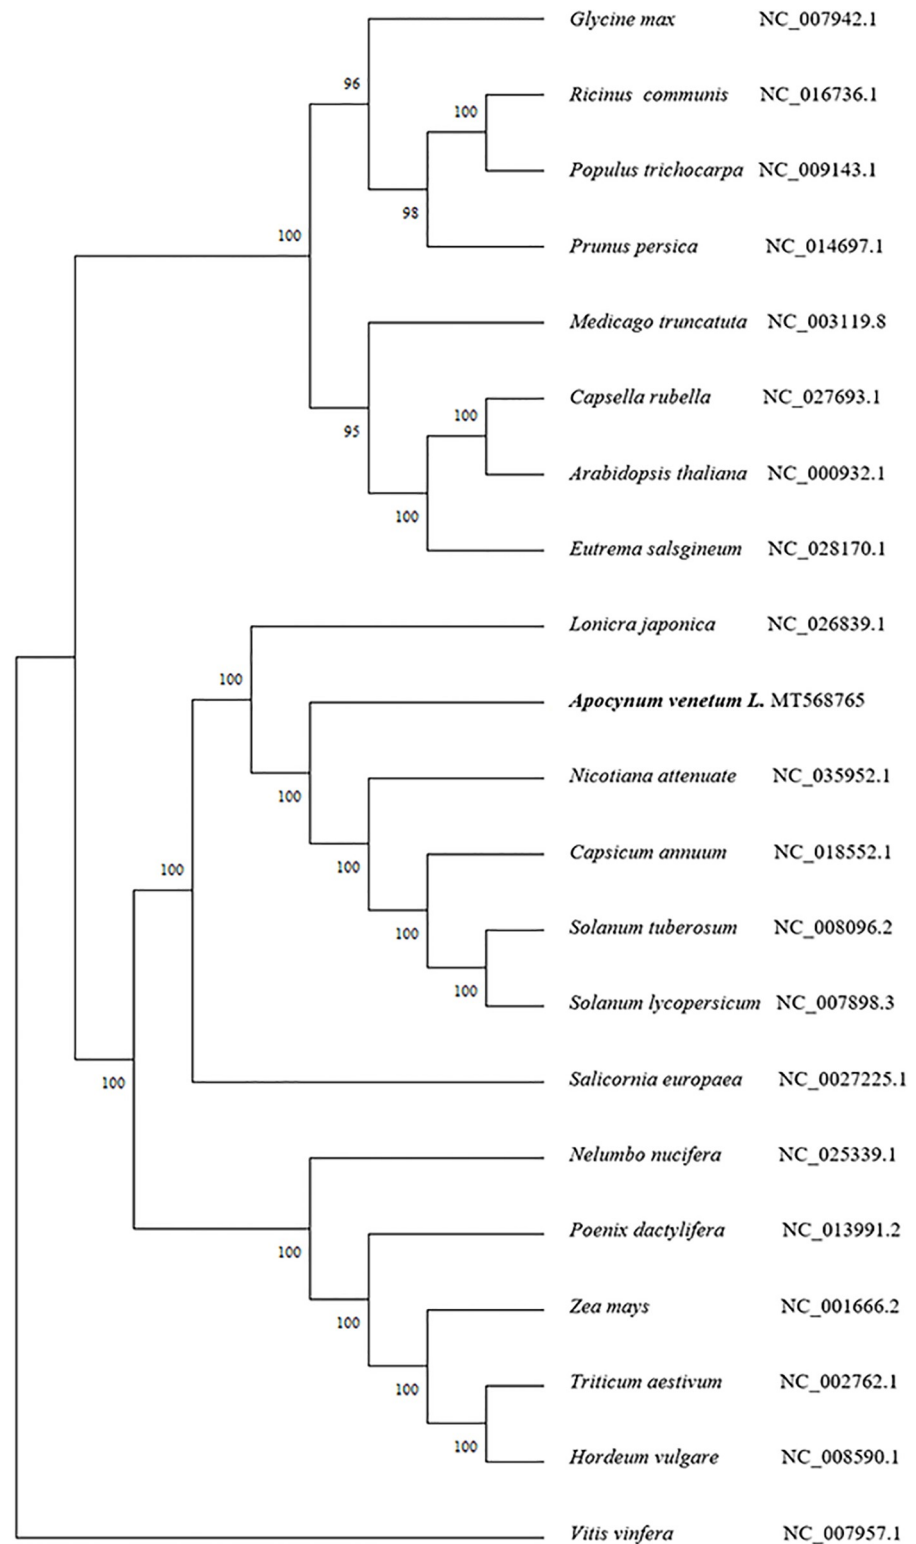 Glycine max NC_007942.1
96
Ricinus communis NC_016736.1
100
Populus trichocarpa NC_009143.1
98
Prunus persica NC_014697.1
100
Medicago truncatuta NC_003119.8
Capsella rubella NC_027693.1
100
95
Arabidopsis thaliana NC_000932.1
100
Eutrema salsgineum NC_028170.1
Lonicra japonica NC_026839.1
100
Apocynum venetum L. MT568765
Nicotiana attenuate NC_035952.1
100
Capsicum annuum NC_018552.1
100
100
Solanum tuberosum NC_008096.2
100
100
Solanum lycopersicum NC_007898.3
Salicornia europaea NC_0027225.1
100
Nelumbo nucifera NC_025339.1
Poenix dactylifera NC_013991.2
100
Zea mays NC_001666.2
100
Triticum aestivum NC_002762.1
100
100
Hordeum vulgare NC_008590.1
Vitis vinfera NC_007957.1